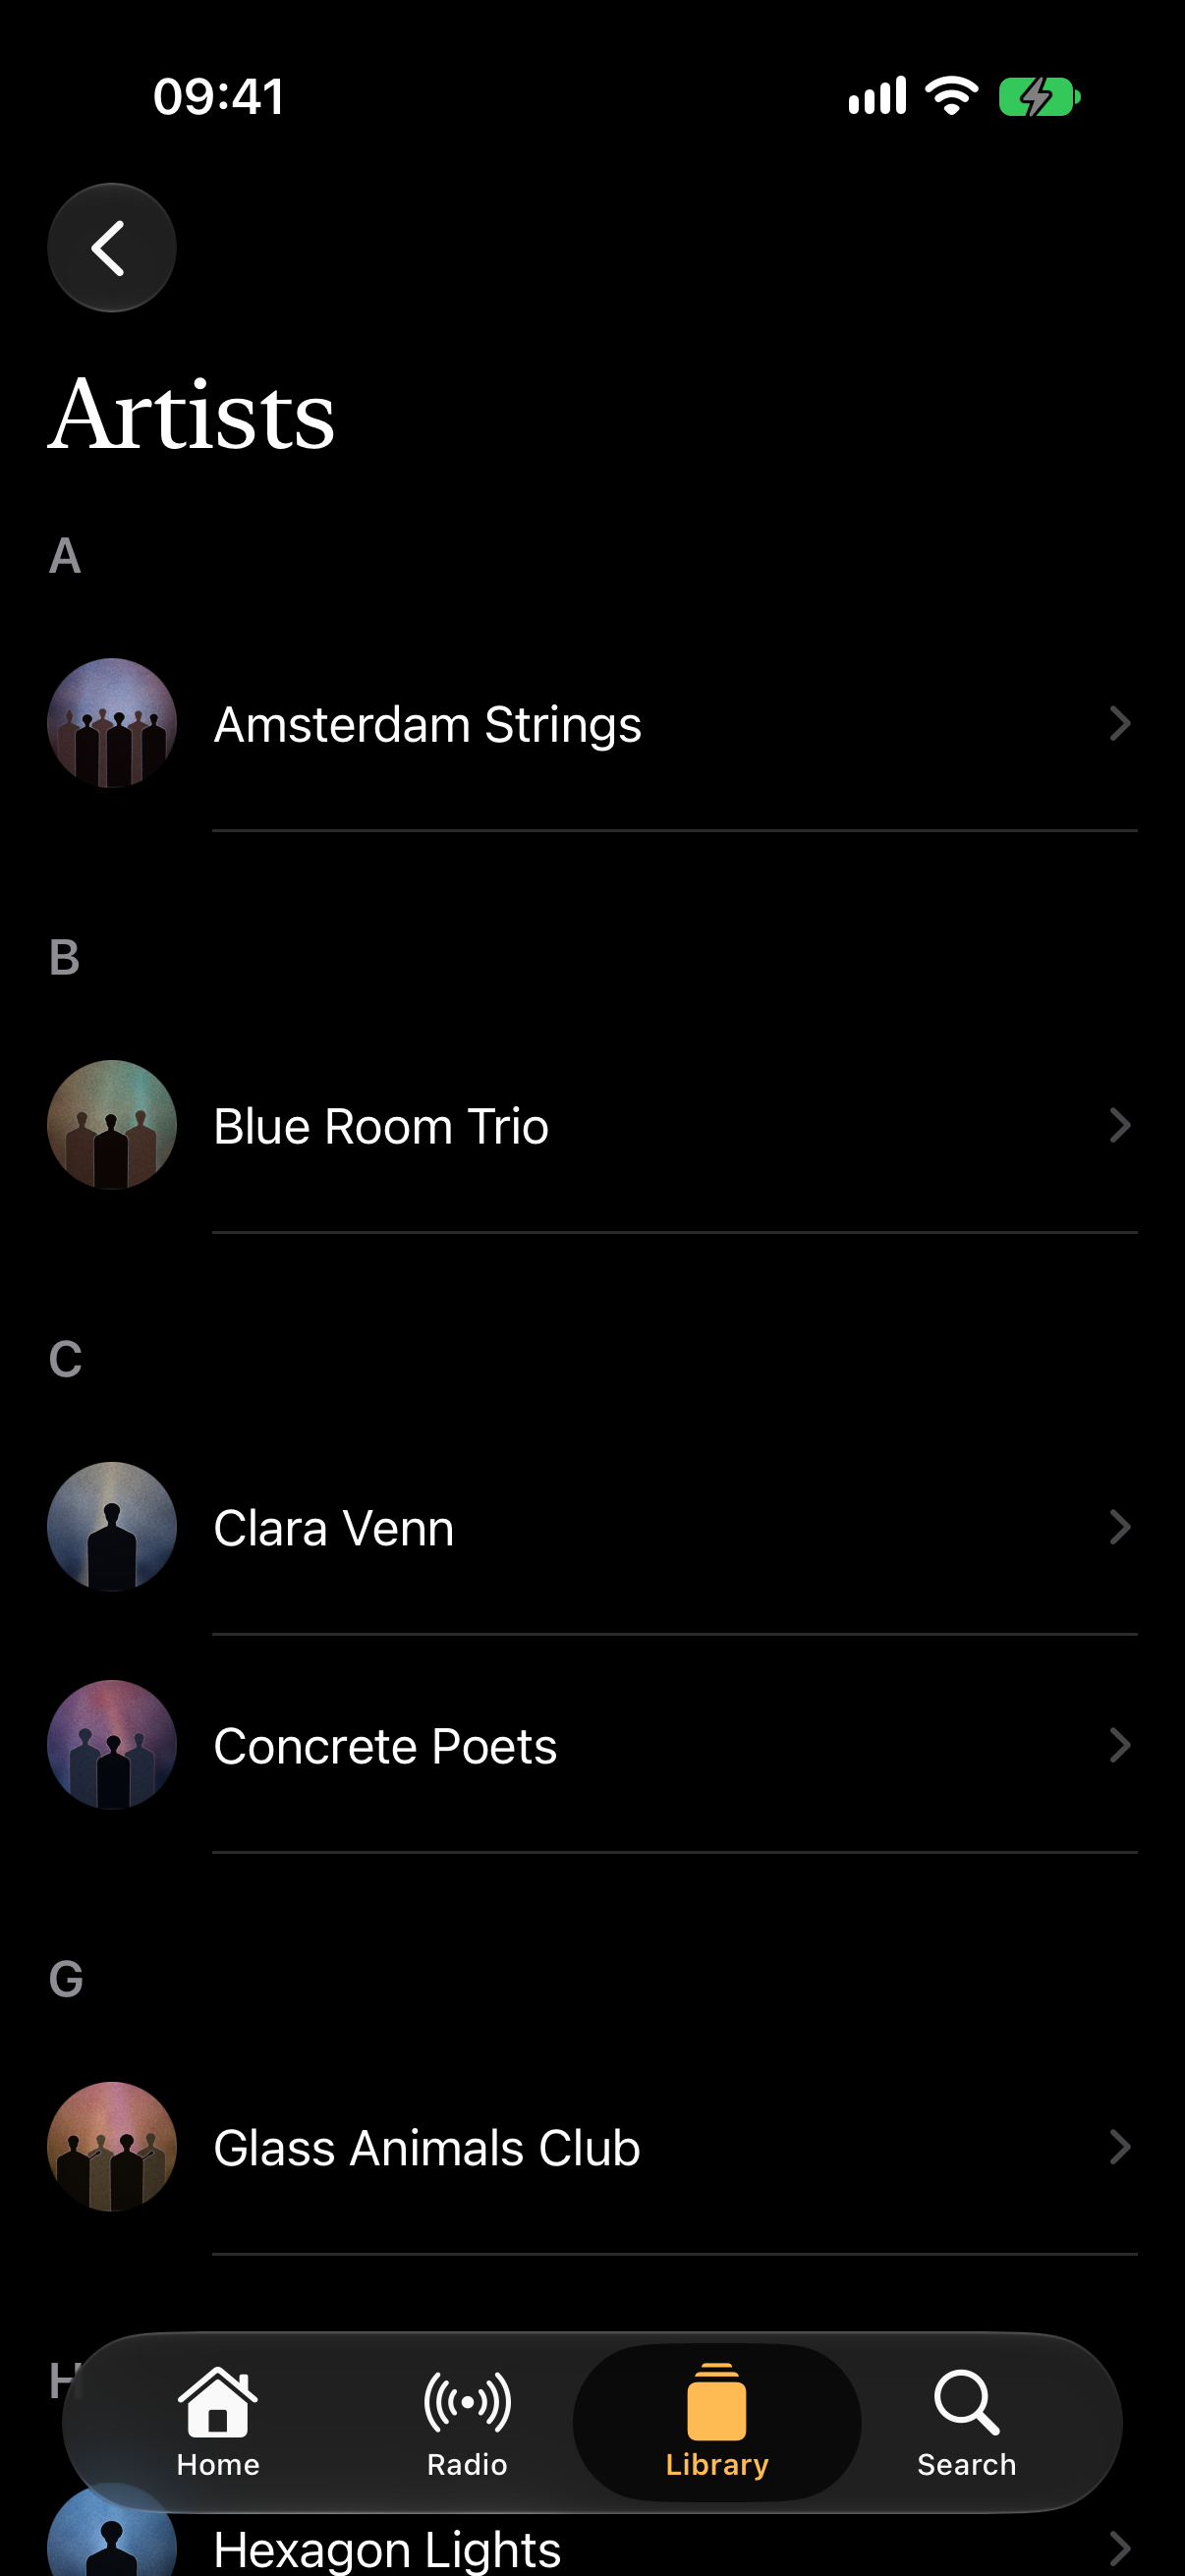 09:41
Artists
A
Amsterdam Strings
B
Blue Room Trio
C
Clara Venn
Concrete Poets
G
Glass Animals Club
H
Home
Radio
Library
Search
Hexagon Lights